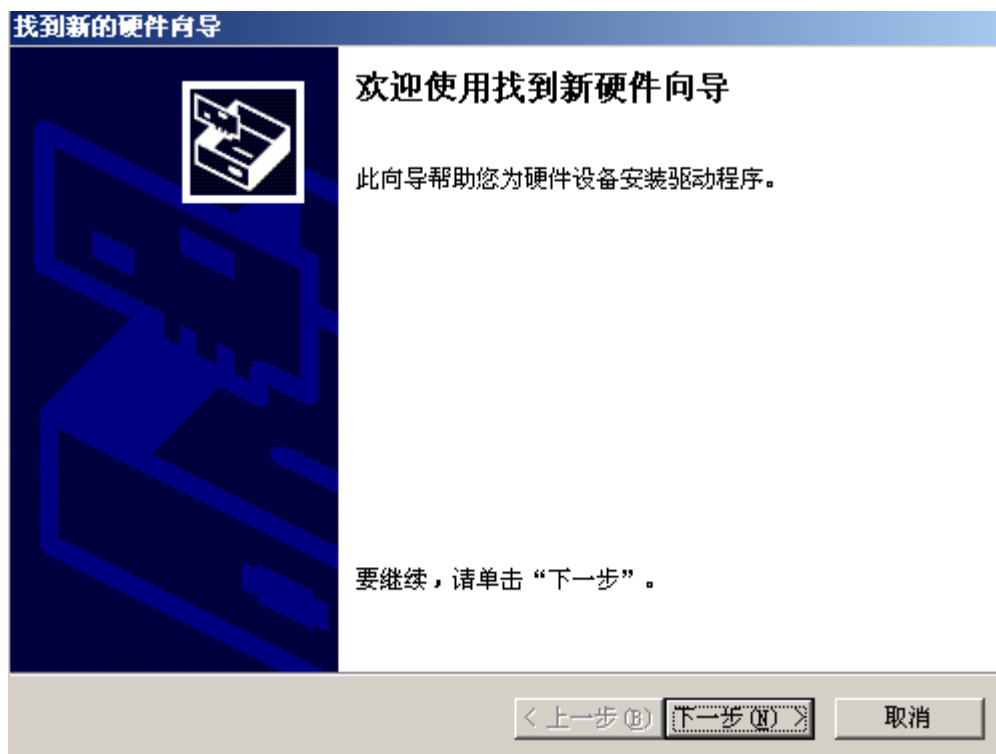 找到新的硬件向导
欢迎使用找到新硬件向导
此向导帮助您为硬件设备安装驱动程序。
要继续，请单击“下一步”。
< 上一步(B) 下一步(N) > 取消